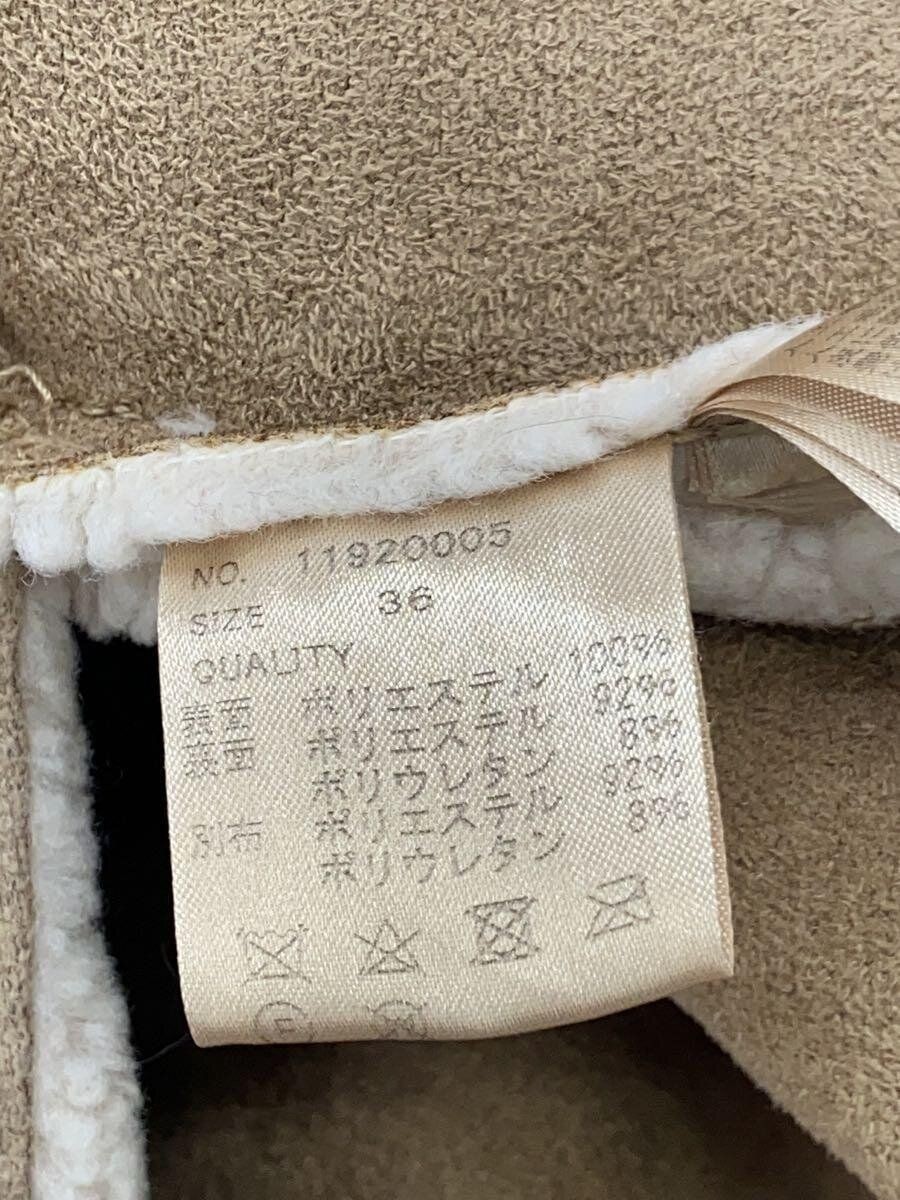 NO. 11920005
SIZE 36
QUALITY
表面 ポリエステル 100%
表面 ポリエステル 92%
ポリウレタン 8%
別布 ポリエステル 92%
ポリウレタン 8%